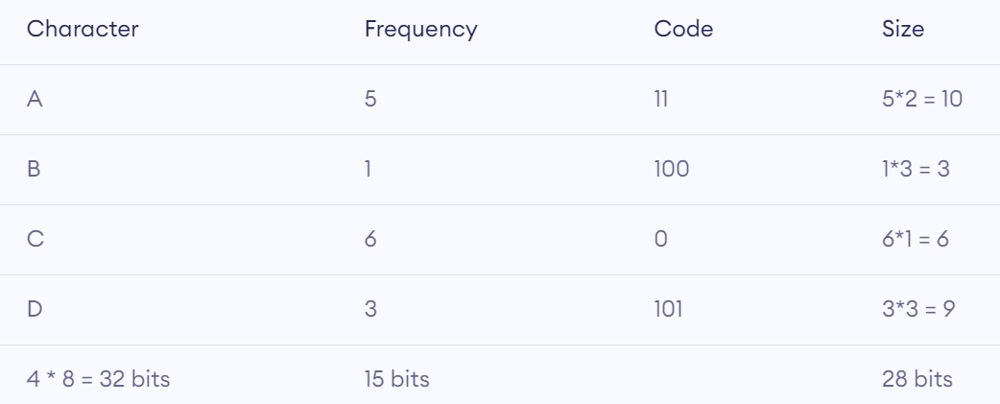 Character Frequency Code Size
A 5 11 5*2 = 10
B 1 100 1*3 = 3
C 6 0 6*1 = 6
D 3 101 3*3 = 9
4 * 8 = 32 bits 15 bits 28 bits